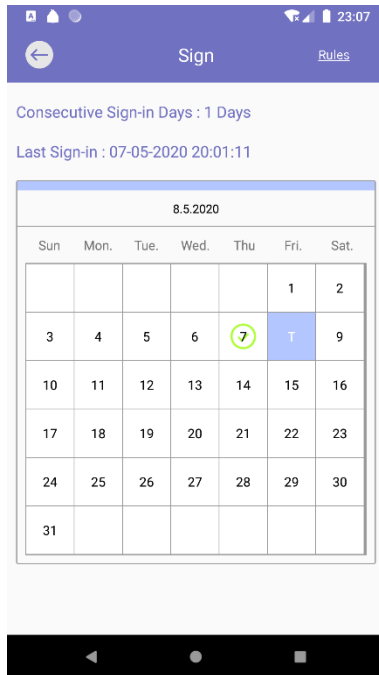 A 23:07
Sign Rules
Consecutive Sign-in Days : 1 Days
Last Sign-in : 07-05-2020 20:01:11
8.5.2020
Sun Mon. Tue. Wed. Thu Fri. Sat.
1 2
3 4 5 6 7 T 9
10 11 12 13 14 15 16
17 18 19 20 21 22 23
24 25 26 27 28 29 30
31